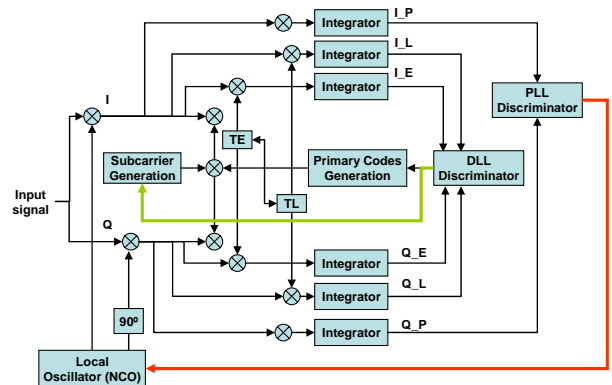 Integrator
I_P
Integrator
I_L
Integrator
I_E
I
PLL
Discriminator
TE
Subcarrier
Generation
Primary Codes
Generation
DLL
Discriminator
Input
signal
TL
Q
Integrator
Q_E
Integrator
Q_L
90º
Integrator
Q_P
Local
Oscillator (NCO)